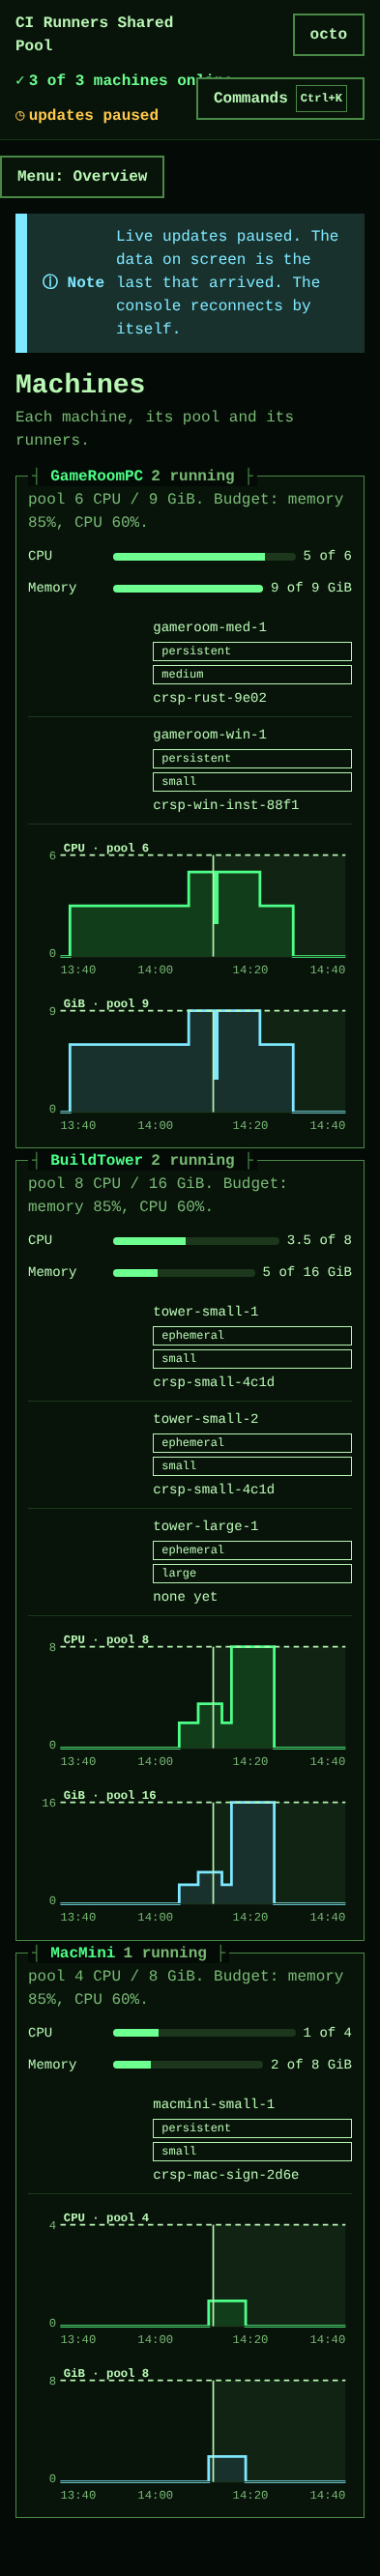 CI Runners Shared
Pool
octo
✓ 3 of 3 machines
◷ updates paused
Commands Ctrl+K
Menu: Overview
ⓘ Note
Live updates paused. The
data on screen is the
last that arrived. The
console reconnects by
itself.
Machines
Each machine, its pool and its
runners.
┤ GameRoomPC 2 running ├
pool 6 CPU / 9 GiB. Budget: memory
85%, CPU 60%.
CPU 5 of 6
Memory 9 of 9 GiB
gameroom-med-1
persistent
medium
crsp-rust-9e02
gameroom-win-1
persistent
small
crsp-win-inst-88f1
CPU · pool 6
6
0
13:40 14:00 14:20 14:40
GiB · pool 9
9
0
13:40 14:00 14:20 14:40
┤ BuildTower 2 running ├
pool 8 CPU / 16 GiB. Budget:
memory 85%, CPU 60%.
CPU 3.5 of 8
Memory 5 of 16 GiB
tower-small-1
ephemeral
small
crsp-small-4c1d
tower-small-2
ephemeral
small
crsp-small-4c1d
tower-large-1
ephemeral
large
none yet
CPU · pool 8
8
0
13:40 14:00 14:20 14:40
GiB · pool 16
16
0
13:40 14:00 14:20 14:40
┤ MacMini 1 running ├
pool 4 CPU / 8 GiB. Budget: memory
85%, CPU 60%.
CPU 1 of 4
Memory 2 of 8 GiB
macmini-small-1
persistent
small
crsp-mac-sign-2d6e
CPU · pool 4
4
0
13:40 14:00 14:20 14:40
GiB · pool 8
8
0
13:40 14:00 14:20 14:40